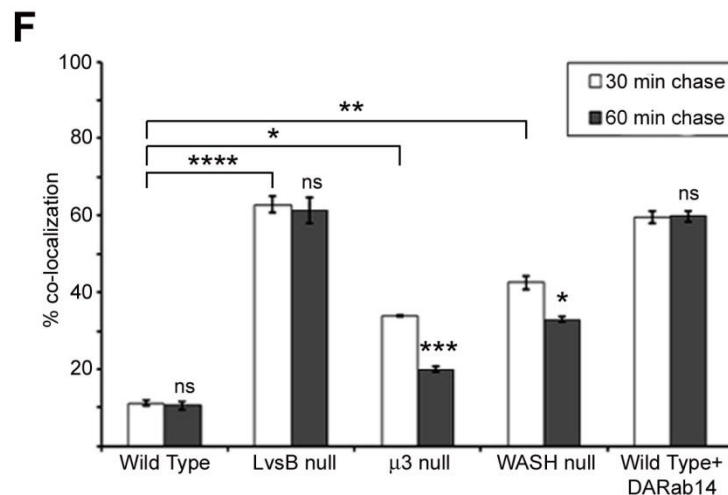 F
100
80
60
40
20
% co-localization
30 min chase
60 min chase
**
*
****
ns
ns
***
*
ns
Wild Type
LvsB null
μ3 null
WASH null
Wild Type+
DARab14